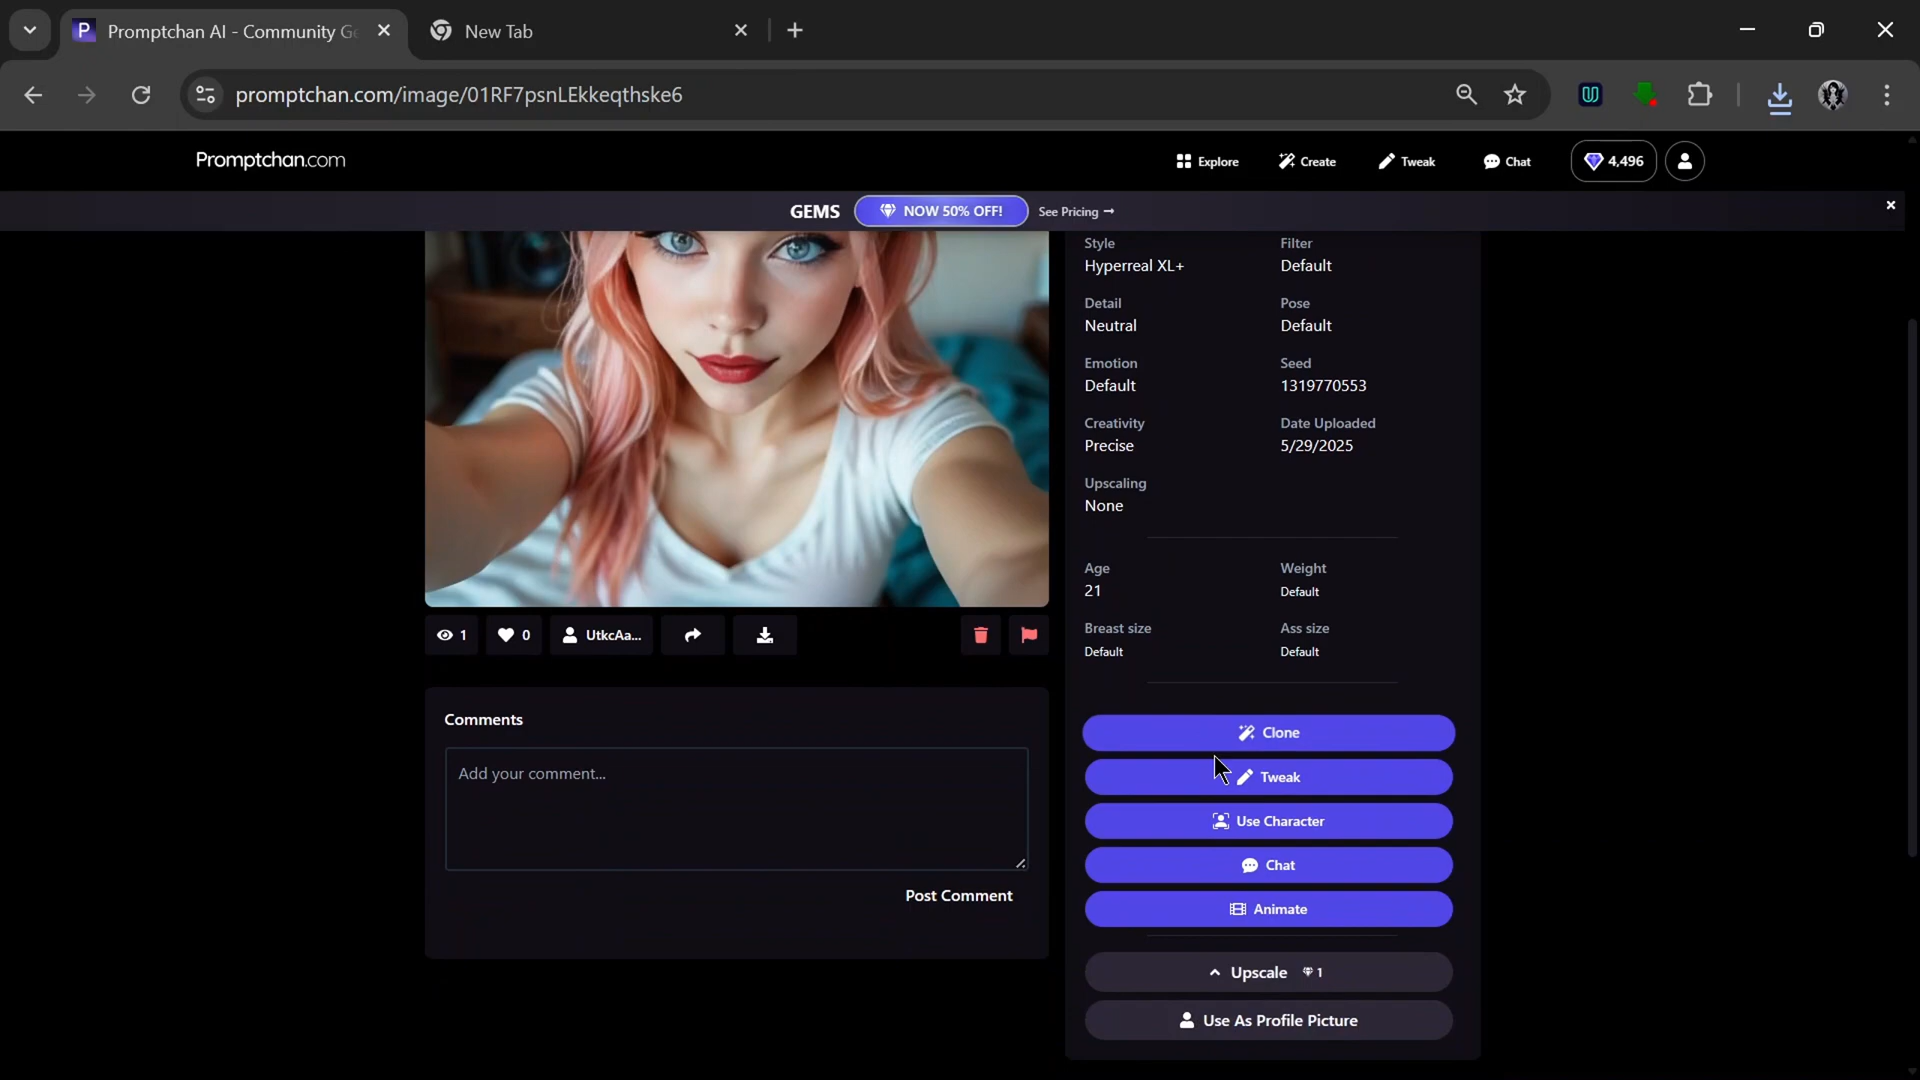 Promptchan AI - Community Ge
New Tab
promptchan.com/image/01RF7psnLEkkeqthske6
Promptchan.com
Explore
Create
Tweak
Chat
4,496
GEMS
NOW 50% OFF!
See Pricing →
Style
Filter
Hyperreal XL+
Default
Detail
Pose
Neutral
Default
Emotion
Seed
Default
1319770553
Creativity
Date Uploaded
Precise
5/29/2025
Upscaling
None
Age
Weight
21
Default
Breast size
Ass size
Default
Default
1
0
UtkcAa...
Comments
Add your comment...
Post Comment
Clone
Tweak
Use Character
Chat
Animate
Upscale 1
Use As Profile Picture